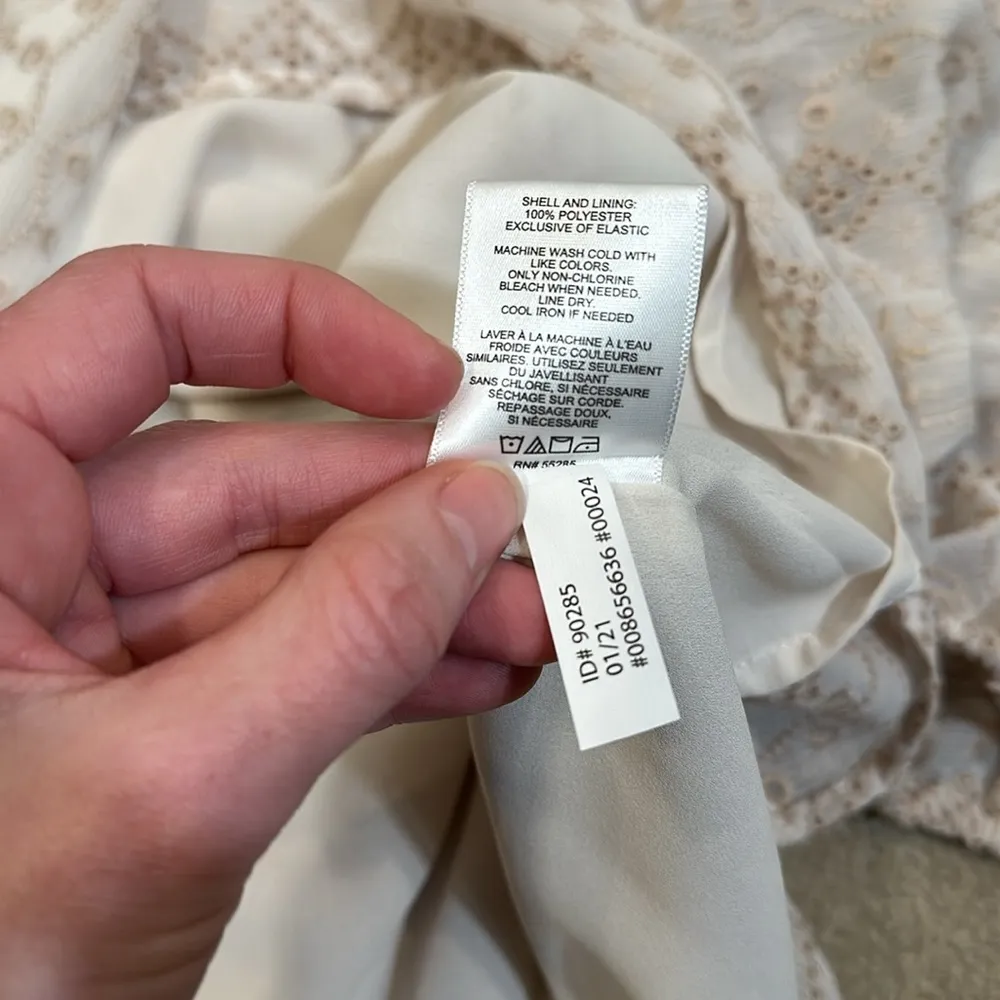 SHELL AND LINING:
100% POLYESTER
EXCLUSIVE OF ELASTIC
MACHINE WASH COLD WITH
LIKE COLORS.
ONLY NON-CHLORINE
BLEACH WHEN NEEDED.
LINE DRY.
COOL IRON IF NEEDED
LAVER À LA MACHINE À L'EAU
FROIDE AVEC COULEURS
SIMILAIRES. UTILISEZ SEULEMENT
DU JAVELLISANT
SANS CHLORE, SI NÉCESSAIRE
SÉCHAGE SUR CORDE.
REPASSAGE DOUX,
SI NÉCESSAIRE
RN# 55285
ID# 90285
01/21
#008656636 #00024